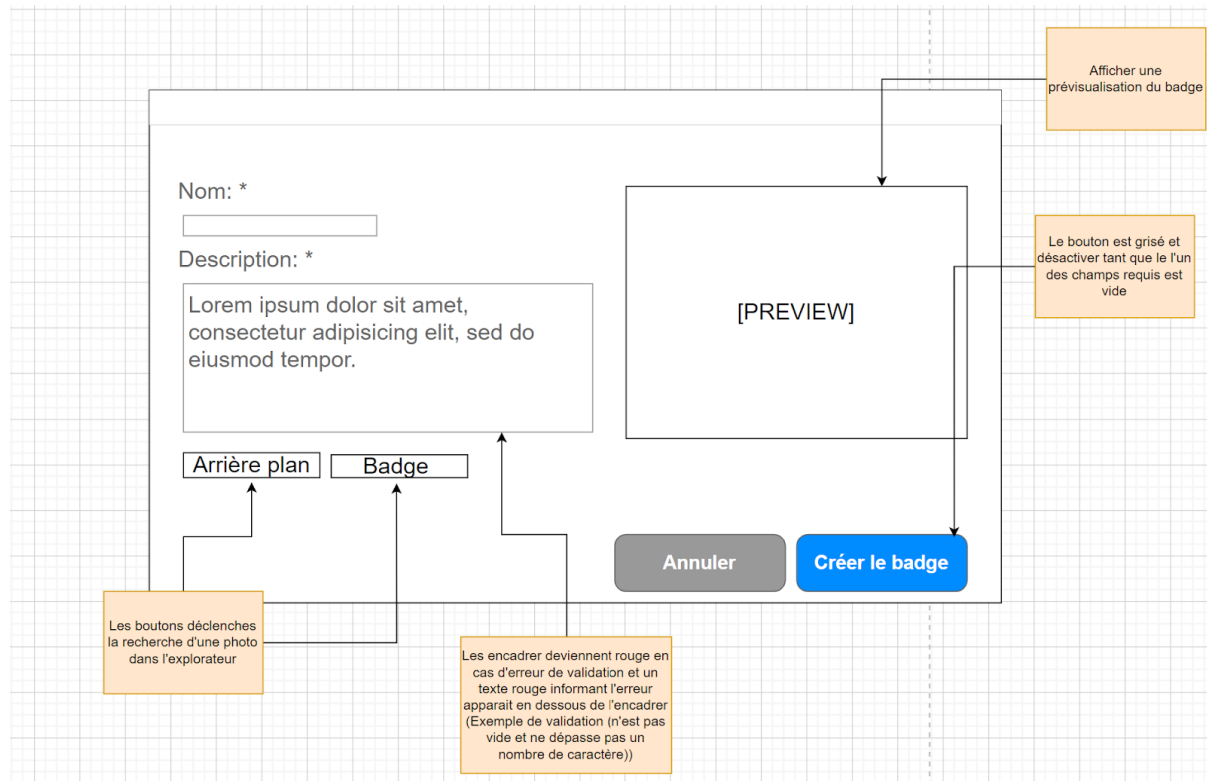 Afficher une
prévisualisation du badge
Nom: *
Description: *
Lorem ipsum dolor sit amet,
consectetur adipisicing elit, sed do
eiusmod tempor.
[PREVIEW]
Le bouton est grisé et
désactiver tant que le l'un
des champs requis est
vide
Arrière plan
Badge
Annuler
Créer le badge
Les boutons déclenches
la recherche d'une photo
dans l'explorateur
Les encadrer deviennent rouge en
cas d'erreur de validation et un
texte rouge informant l'erreur
apparait en dessous de l'encadrer
(Exemple de validation (n'est pas
vide et ne dépasse pas un
nombre de caractère))